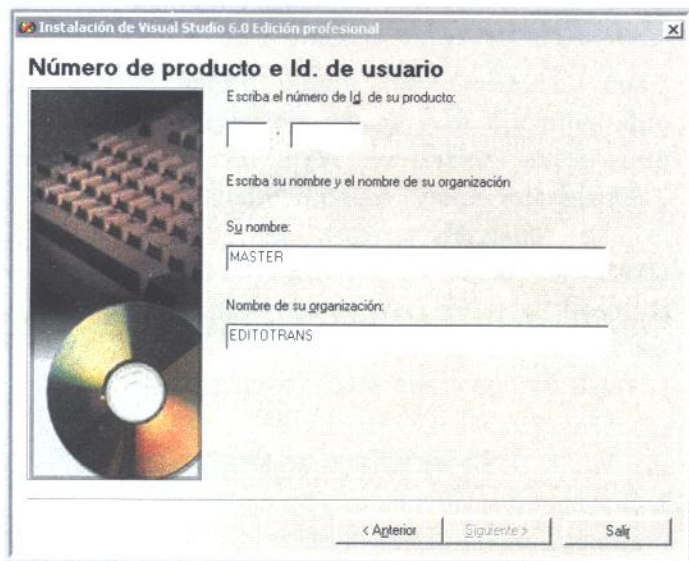 Instalación de Visual Studio 6.0 Edición profesional
Número de producto e Id. de usuario
Escriba el número de Id. de su producto:
-
Escriba su nombre y el nombre de su organización
Su nombre:
MASTER
Nombre de su organización:
EDITOTRANS
< Anterior
Siguiente >
Salir